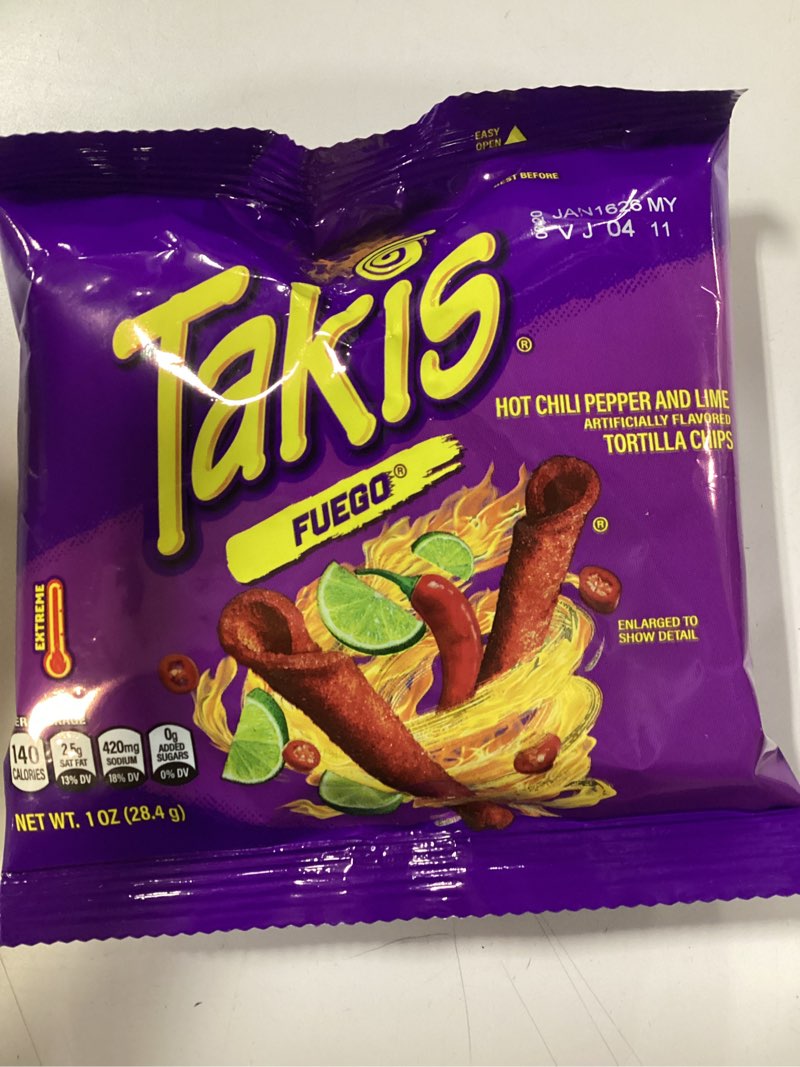 EASY
OPEN
BEST BEFORE
JAN1626 MY
VJ 04 11
Takis®
HOT CHILI PEPPER AND LIME
ARTIFICIALLY FLAVORED
TORTILLA CHIPS
FUEGO®
®
EXTREME
ENLARGED TO
SHOW DETAIL
140
CALORIES
2.5g
SAT FAT
13% DV
420mg
SODIUM
18% DV
0g
ADDED
SUGARS
0% DV
NET WT. 1 OZ (28.4 g)